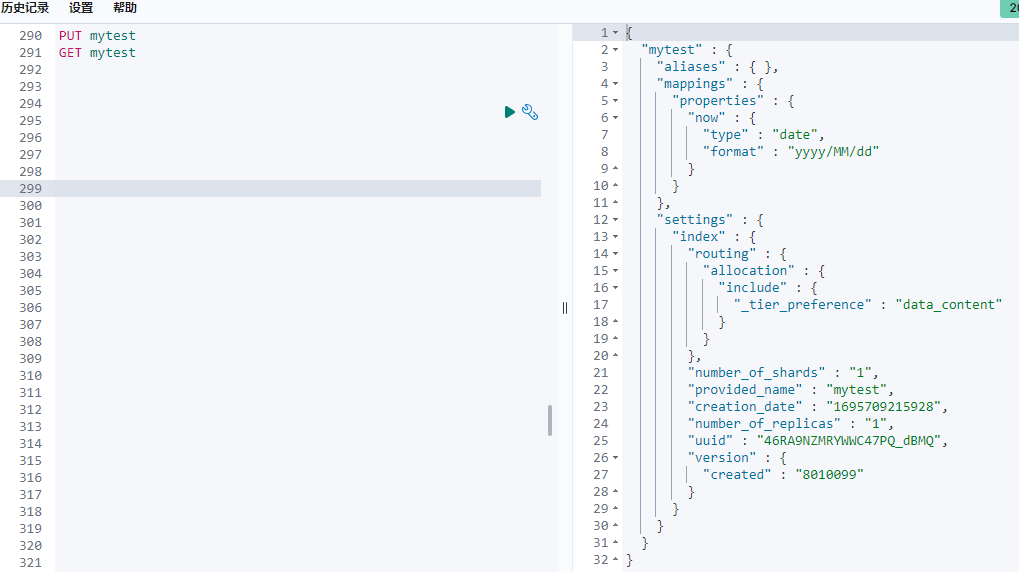 历史记录 设置 帮助
20
290 PUT mytest
291 GET mytest
292
293
294
295
296
297
298
299
300
301
302
303
304
305
306
307
308
309
310
311
312
313
314
315
316
317
318
319
320
321
1 {
2 "mytest" : {
3 "aliases" : { },
4 "mappings" : {
5 "properties" : {
6 "now" : {
7 "type" : "date",
8 "format" : "yyyy/MM/dd"
9 }
10 }
11 },
12 "settings" : {
13 "index" : {
14 "routing" : {
15 "allocation" : {
16 "include" : {
17 "_tier_preference" : "data_content"
18 }
19 }
20 },
21 "number_of_shards" : "1",
22 "provided_name" : "mytest",
23 "creation_date" : "1695709215928",
24 "number_of_replicas" : "1",
25 "uuid" : "46RA9NZMRYWWC47PQ_dBMQ",
26 "version" : {
27 "created" : "8010099"
28 }
29 }
30 }
31 }
32 }